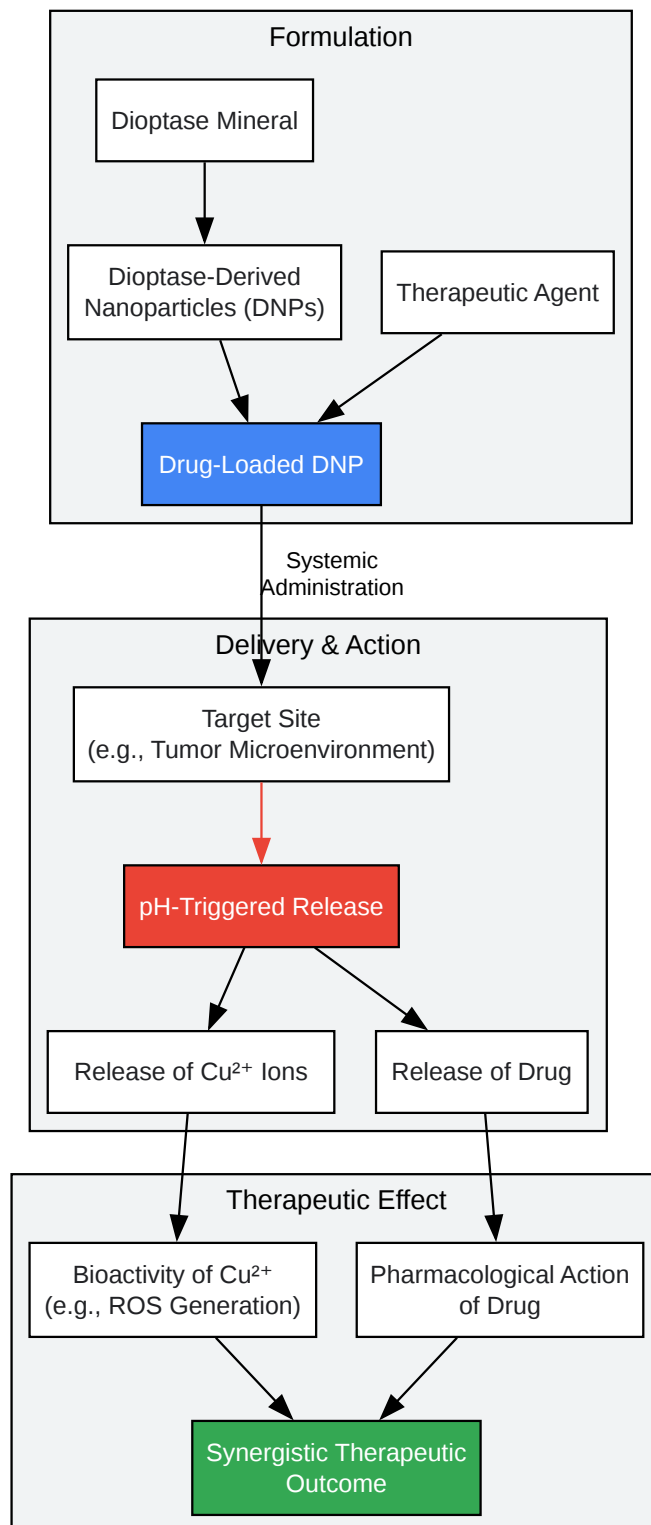 Formulation
Dioptase Mineral
Dioptase-Derived
Nanoparticles (DNPs)
Therapeutic Agent
Drug-Loaded DNP
Systemic
Administration
Delivery & Action
Target Site
(e.g., Tumor Microenvironment)
pH-Triggered Release
Release of Cu²⁺ Ions
Release of Drug
Therapeutic Effect
Bioactivity of Cu²⁺
(e.g., ROS Generation)
Pharmacological Action
of Drug
Synergistic Therapeutic
Outcome